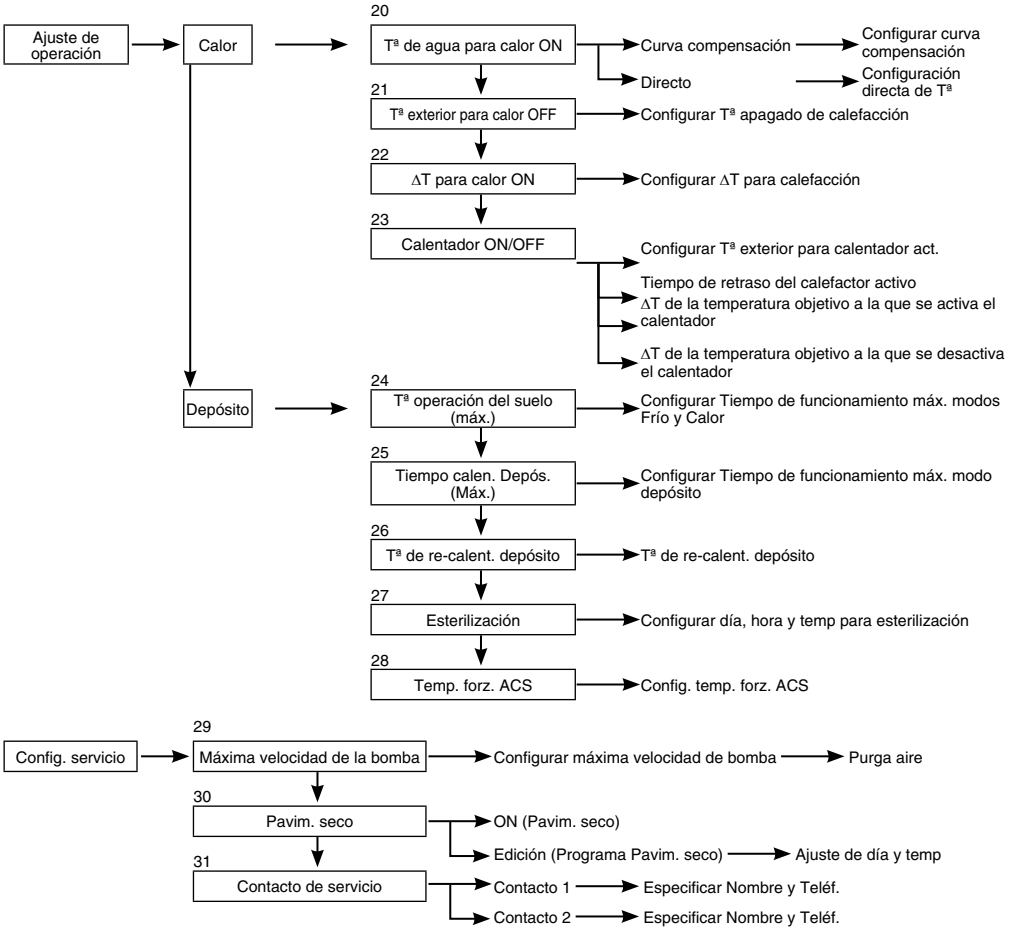 20
Ajuste de
operación
Calor
Tª de agua para calor ON
Curva compensación
Configurar curva
compensación
Directo
Configuración
directa de Tª
21
Tª exterior para calor OFF
Configurar Tª apagado de calefacción
22
ΔT para calor ON
Configurar ΔT para calefacción
23
Calentador ON/OFF
Configurar Tª exterior para calentador act.
Tiempo de retraso del calefactor activo
ΔT de la temperatura objetivo a la que se activa el
calentador
ΔT de la temperatura objetivo a la que se desactiva
el calentador
24
Depósito
Tª operación del suelo
(máx.)
Configurar Tiempo de funcionamiento máx. modos
Frío y Calor
25
Tiempo calen. Depós.
(Máx.)
Configurar Tiempo de funcionamiento máx. modo
depósito
26
Tª de re-calent. depósito
Tª de re-calent. depósito
27
Esterilización
Configurar día, hora y temp para esterilización
28
Temp. forz. ACS
Config. temp. forz. ACS
29
Config. servicio
Máxima velocidad de la bomba
Configurar máxima velocidad de bomba
Purga aire
30
Pavim. seco
ON (Pavim. seco)
Edición (Programa Pavim. seco)
Ajuste de día y temp
31
Contacto de servicio
Contacto 1
Especificar Nombre y Teléf.
Contacto 2
Especificar Nombre y Teléf.